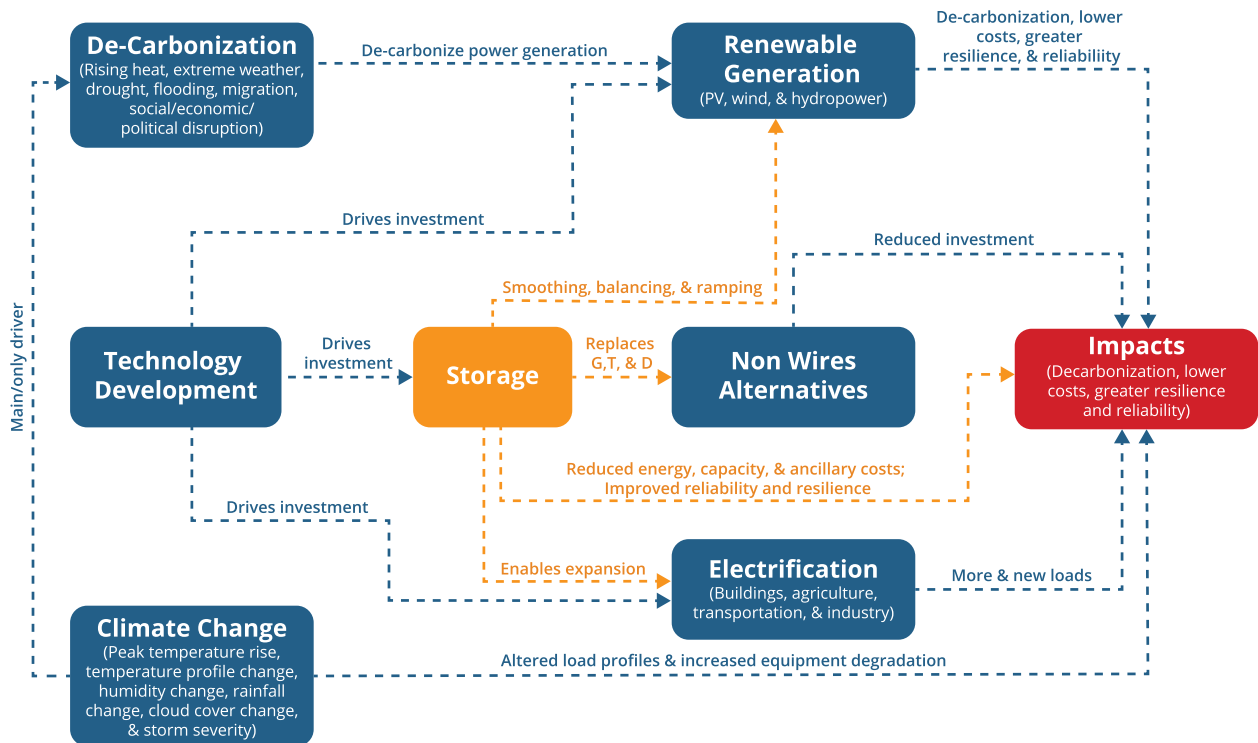 De-Carbonization
(Rising heat, extreme weather,
drought, flooding, migration,
social/economic/
political disruption)
De-carbonize power generation
Renewable
Generation
(PV, wind, & hydropower)
De-carbonization, lower
costs, greater
resilience, & reliabiliity
Drives investment
Reduced investment
Smoothing, balancing, & ramping
Main/only driver
Technology
Development
Drives
investment
Storage
Replaces
G,T, & D
Non Wires
Alternatives
Impacts
(Decarbonization, lower
costs, greater resilience
and reliability)
Reduced energy, capacity, & ancillary costs;
Improved reliability and resilience
Drives investment
Enables expansion
Electrification
(Buildings, agriculture,
transportation, & industry)
More & new loads
Climate Change
(Peak temperature rise,
temperature profile change,
humidity change, rainfall
change, cloud cover change,
& storm severity)
Altered load profiles & increased equipment degradation